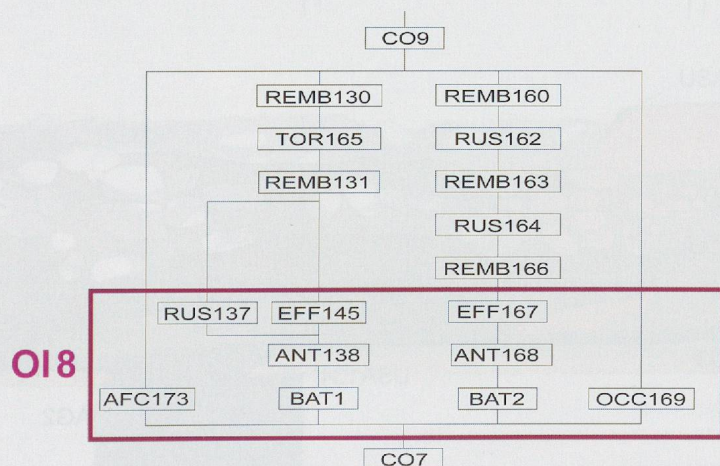 CO9
REMB130 REMB160
TOR165 RUS162
REMB131 REMB163
RUS164
REMB166
RUS137 EFF145 EFF167
OI8
ANT138 ANT168
AFC173 BAT1 BAT2 OCC169
CO7